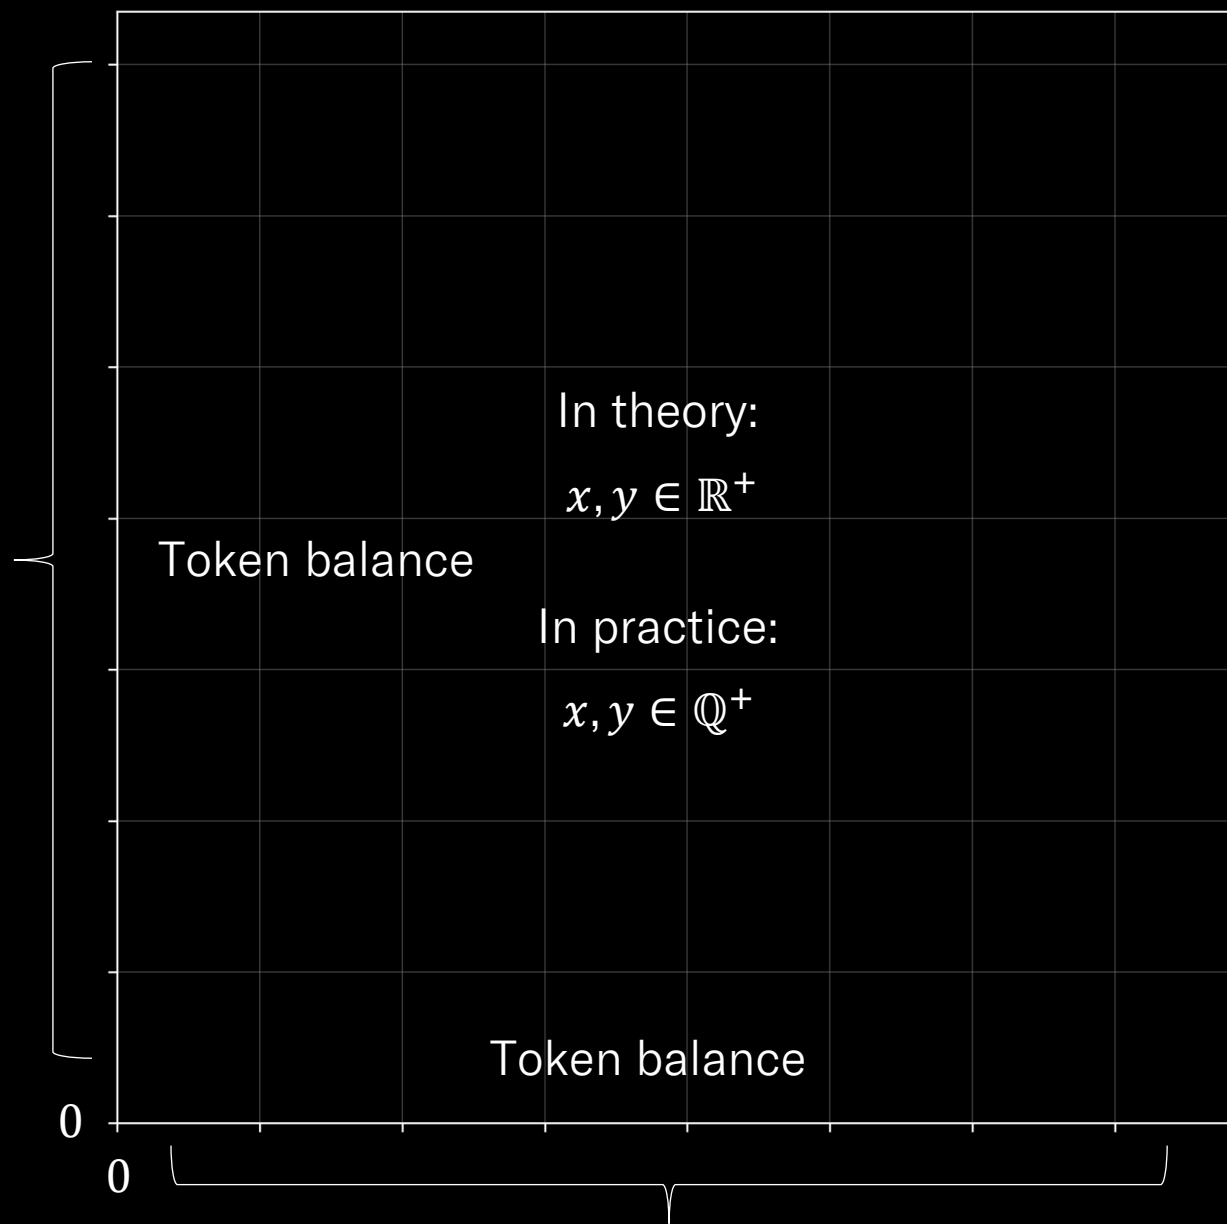 In theory:
x, y ∈ ℝ⁺
Token balance
In practice:
x, y ∈ ℚ⁺
Token balance
0
0